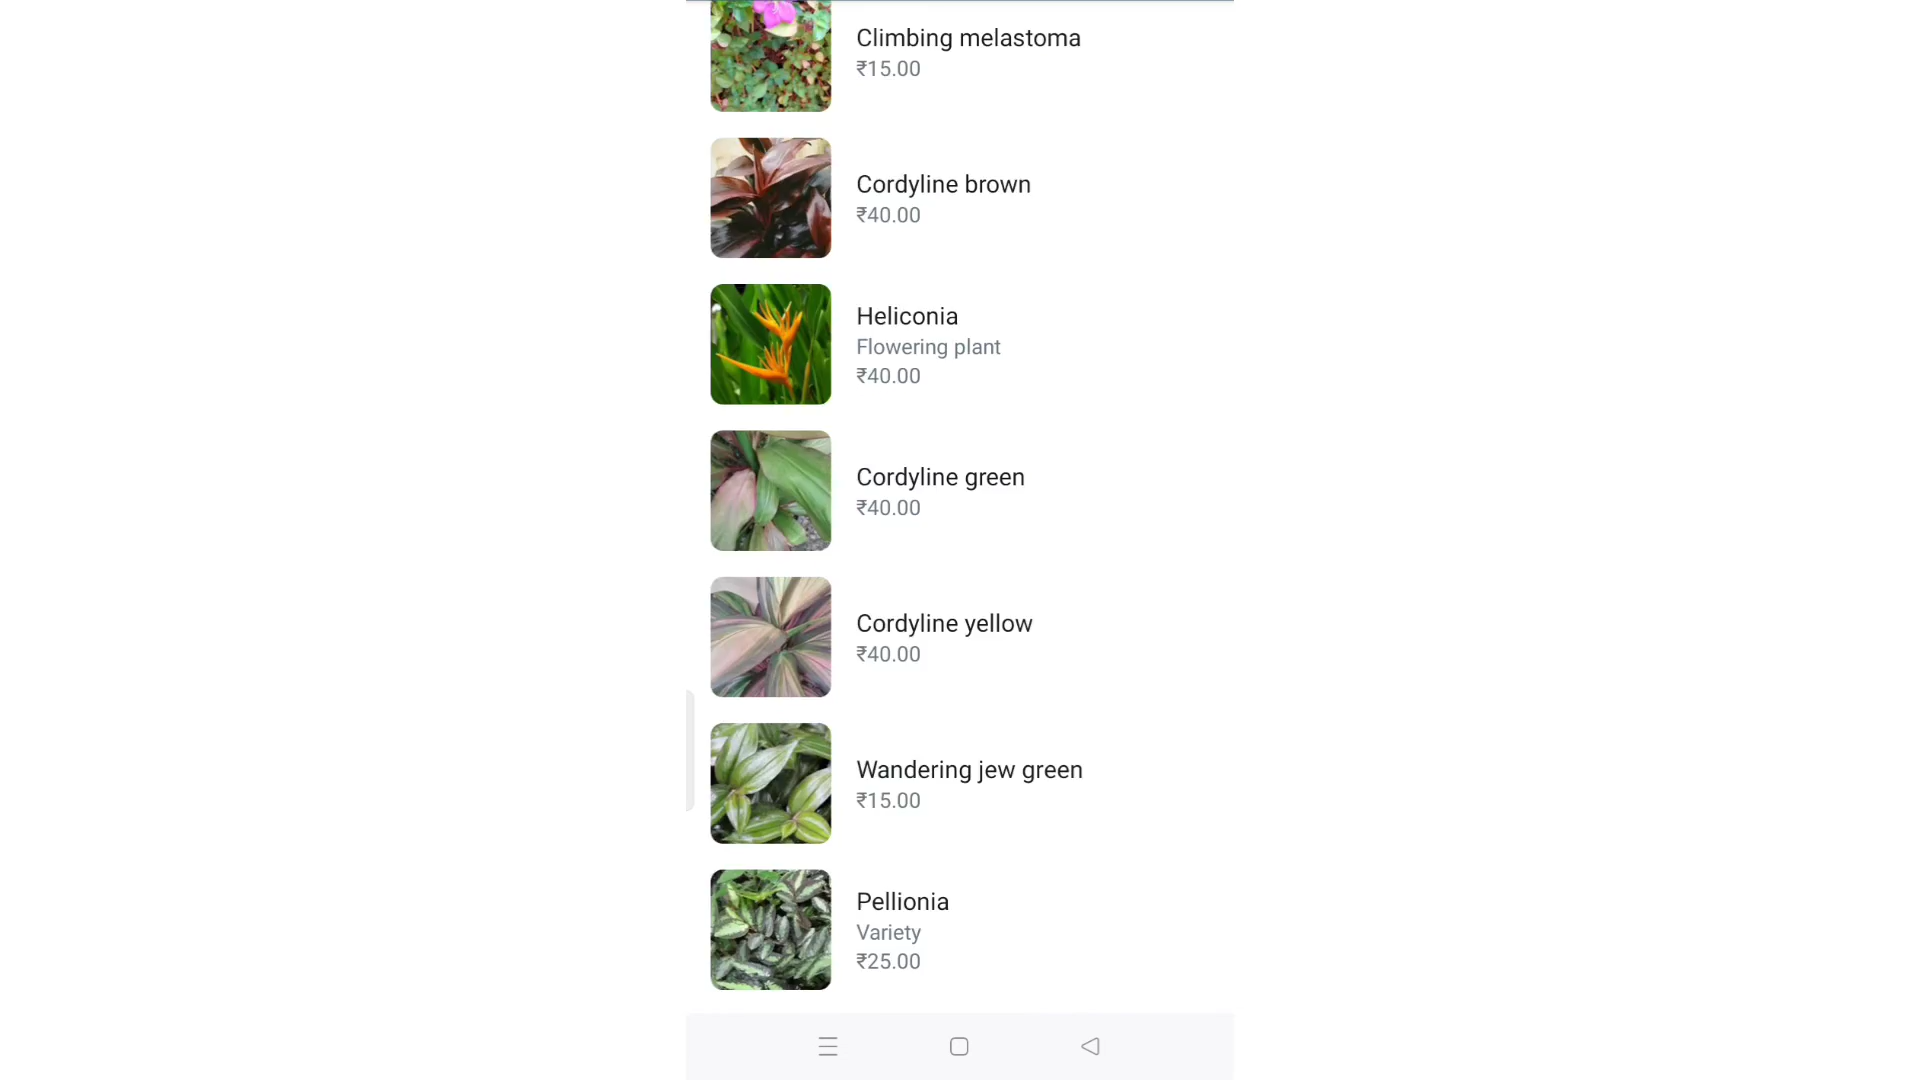 Climbing melastoma
₹15.00
Cordyline brown
₹40.00
Heliconia
Flowering plant
₹40.00
Cordyline green
₹40.00
Cordyline yellow
₹40.00
Wandering jew green
₹15.00
Pellionia
Variety
₹25.00